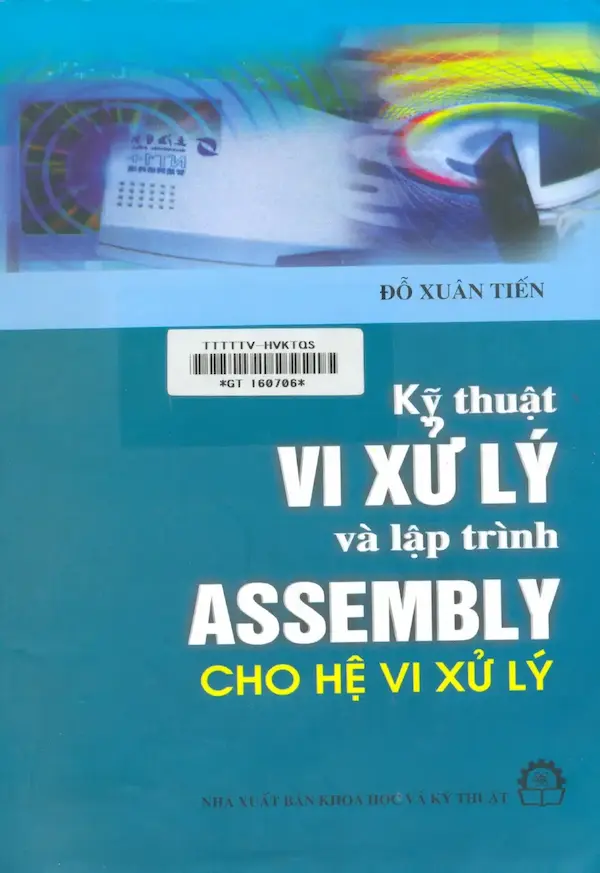 ĐỖ XUÂN TIẾN
TTTTTV-HVKTQS
*GT 160706*
Kỹ thuật
VI XỬ LÝ
và lập trình
ASSEMBLY
CHO HỆ VI XỬ LÝ
NHÀ XUẤT BẢN KHOA HỌC VÀ KỸ THUẬT